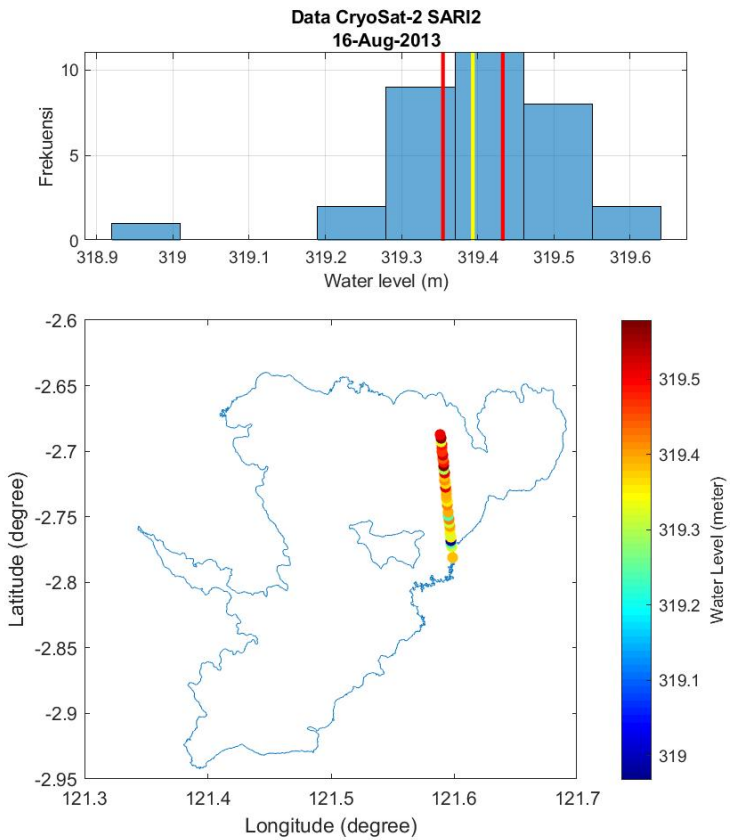 Data CryoSat-2 SARI2
16-Aug-2013
10
5
0
Frekuensi
318.9 319 319.1 319.2 319.3 319.4 319.5 319.6
Water level (m)
-2.6
-2.65
-2.7
-2.75
-2.8
-2.85
-2.9
-2.95
Latitude (degree)
121.3 121.4 121.5 121.6 121.7
Longitude (degree)
319.5
319.4
319.3
319.2
319.1
319
Water Level (meter)